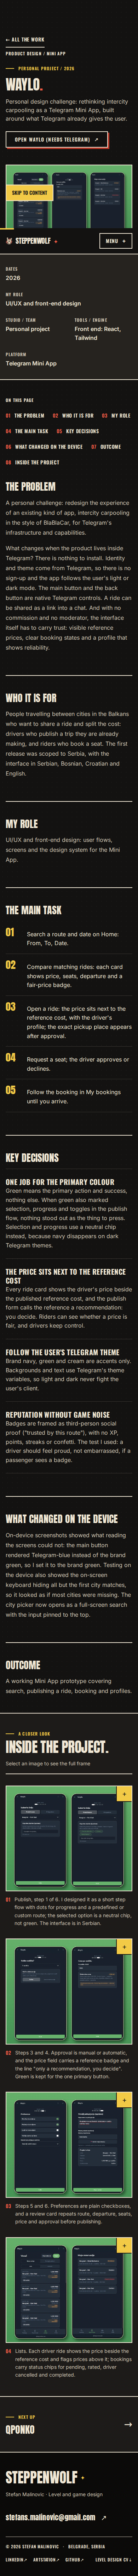 ← ALL THE WORK
PRODUCT DESIGN / MINI APP
PERSONAL PROJECT / 2026
WAYLO.
Personal design challenge: rethinking intercity
carpooling as a Telegram Mini App, built
around what Telegram already gives it.
OPEN WAYLO (NEEDS TELEGRAM) ↗
SKIP TO CONTENT
STEPPENWOLF
MENU +
DATES
2026
MY ROLE
UI/UX and front-end design
STUDIO / TEAM
Personal project
TOOLS / ENGINE
Front end: React,
Tailwind
PLATFORM
Telegram Mini App
ON THIS PAGE
01 THE PROBLEM 02 WHO IT IS FOR 03 MY ROLE
04 THE MAIN TASK 05 KEY DECISIONS
06 WHAT CHANGED ON THE DEVICE 07 OUTCOME
08 INSIDE THE PROJECT
THE PROBLEM
A personal challenge: redesign the experience
of an existing kind of app, intercity carpooling
in the style of BlaBlaCar, for Telegram's
infrastructure and capabilities.
What changes when the product lives inside
Telegram? There is nothing to install. Identity
and theme come from Telegram, so there is no
sign-up screen and the app follows the user's
light or dark mode. The main button and the
back button are native to the client. A ride can
be shared as a link into a chat. And with no
commission and no moderator, the interface
itself has to carry trust: visible reference
prices, clear booking states and a profile that
shows reliability.
WHO IT IS FOR
People travelling between cities in the Balkans
who want to share a seat and split the costs:
drivers who publish a trip they are already
making, and riders who book a seat. The first
release was scoped to Serbia, with the
interface in Serbian, Bosnian, Croatian and
English.
MY ROLE
UI/UX and front-end design: user flows,
screens and the design system for the Mini
App.
THE MAIN TASK
01 Search a route and date on Home:
From, To, Date.
02 Compare matching rides: each card
shows price, seats, departure and a
fair-price badge.
03 Open a ride: the price sits next to the
reference cost, with the driver's
profile; the exact pickup place appears
after approval.
04 Request a seat; the driver approves or
declines.
05 Follow the booking in My bookings
until you arrive.
KEY DECISIONS
ONE JOB FOR THE PRIMARY COLOUR
Green means the primary action and success,
nothing else. When green also marked
selection, progress and toggles in the publish
flow, nothing stood out as the thing to press.
Selection and progress use a neutral chip
instead, because navy disappears on dark
Telegram themes.
THE PRICE SITS NEXT TO THE REFERENCE
COST
Every ride card shows the driver's price beside
the published reference cost, and the publish
form calls the reference a recommendation:
you decide. Riders can see whether a price is
fair, and drivers keep control.
FOLLOW THE USER'S TELEGRAM THEME
Brand navy, green and cream are accents only.
Backgrounds and text use Telegram's theme
variables, so light and dark never fight the
user's client.
REPUTATION WITHOUT GAME NOISE
Badges are framed as third-person social
proof ("trusted by this route"), with no XP,
points, streaks or confetti. The test I used: a
driver should feel proud, not embarrassed, if a
passenger sees a badge.
WHAT CHANGED ON THE DEVICE
On-device screenshots showed what reading
the screens could not: the main button
rendered Telegram-blue instead of the brand
green, so I set it to the brand green. Testing on
the device also showed the on-screen
keyboard hiding all but the first city matches,
so it looked as if most cities were missing. The
city picker now opens as a full-screen search
with the input pinned to the top.
OUTCOME
A working Mini App prototype covering
search, publishing a ride, booking and profiles.
A CLOSER LOOK
INSIDE THE PROJECT.
Select an image to see the full frame
01 Publish, step 1 of 6. I designed it as a short step
flow with dots for progress and a predefined or
custom route; the selected option is a neutral chip,
not green. The interface is in Serbian.
02 Steps 3 and 4. Approval is manual or automatic,
and the price field carries a reference badge and
the line "only a recommendation, you decide".
Green is kept for the one primary button.
03 Steps 5 and 6. Preferences are plain checkboxes,
and a review card repeats route, departure, seats,
price and approval before publishing.
04 Lists. Each driver row shows the price beside the
reference cost and flags prices above it; bookings
carry status chips for pending, rated, driver
cancelled and completed.
NEXT UP
QPONKO
→
STEPPENWOLF
Stefan Malinovic · Level and game design
stefans.malinovic@gmail.com ↗
© 2026 STEFAN MALINOVIC · BELGRADE, SERBIA
LINKEDIN↗ ARTSTATION↗ GITHUB↗ LEVEL DESIGN CV↓